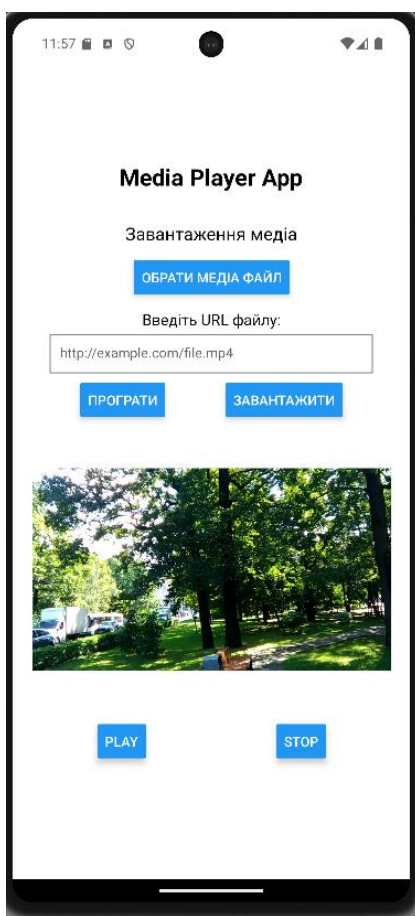 11:57
Media Player App
Завантаження медіа
ОБРАТИ МЕДІА ФАЙЛ
Введіть URL файлу:
http://example.com/file.mp4
ПРОГРАТИ ЗАВАНТАЖИТИ
PLAY STOP